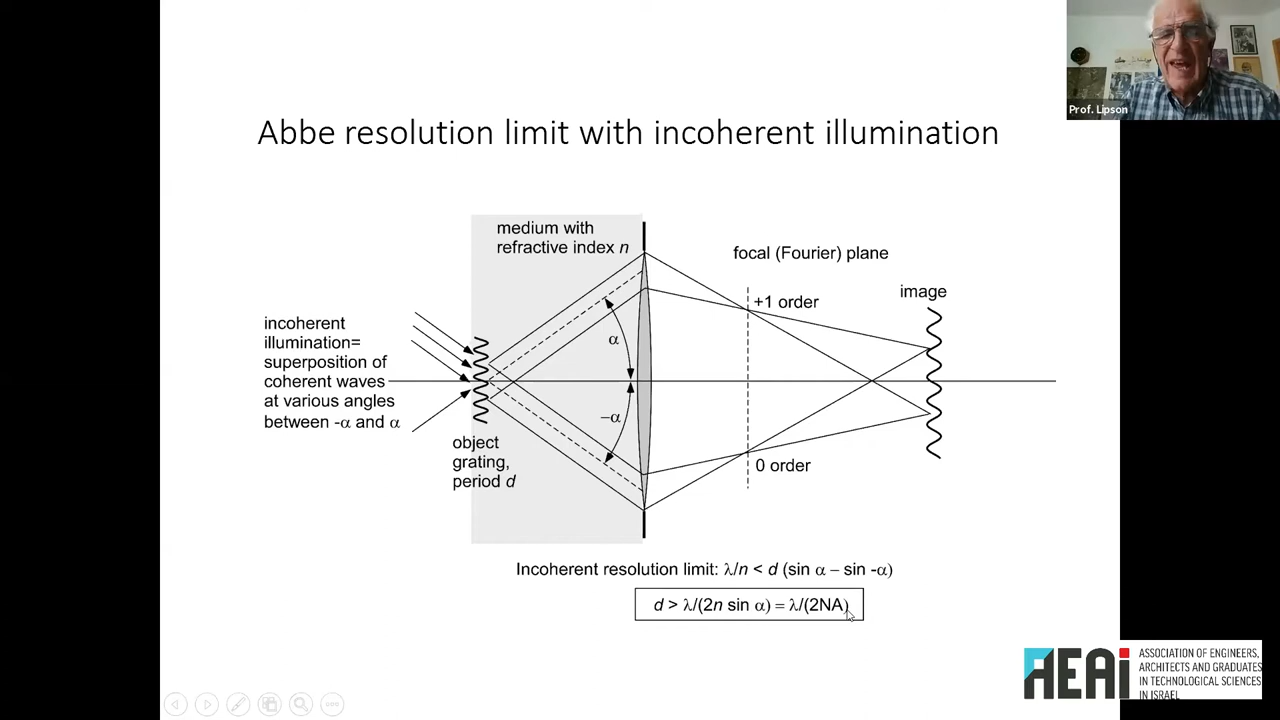 Prof. Lipson
Abbe resolution limit with incoherent illumination
medium with
refractive index n
focal (Fourier) plane
+1 order
image
incoherent
illumination=
superposition of
coherent waves
at various angles
between -α and α
α
–α
object
grating,
period d
0 order
Incoherent resolution limit: λ/n < d (sin α – sin -α)
d > λ/(2n sin α) = λ/(2NA)
AEAi
ASSOCIATION OF ENGINEERS,
ARCHITECTS AND GRADUATES
IN TECHNOLOGICAL SCIENCES
IN ISRAEL